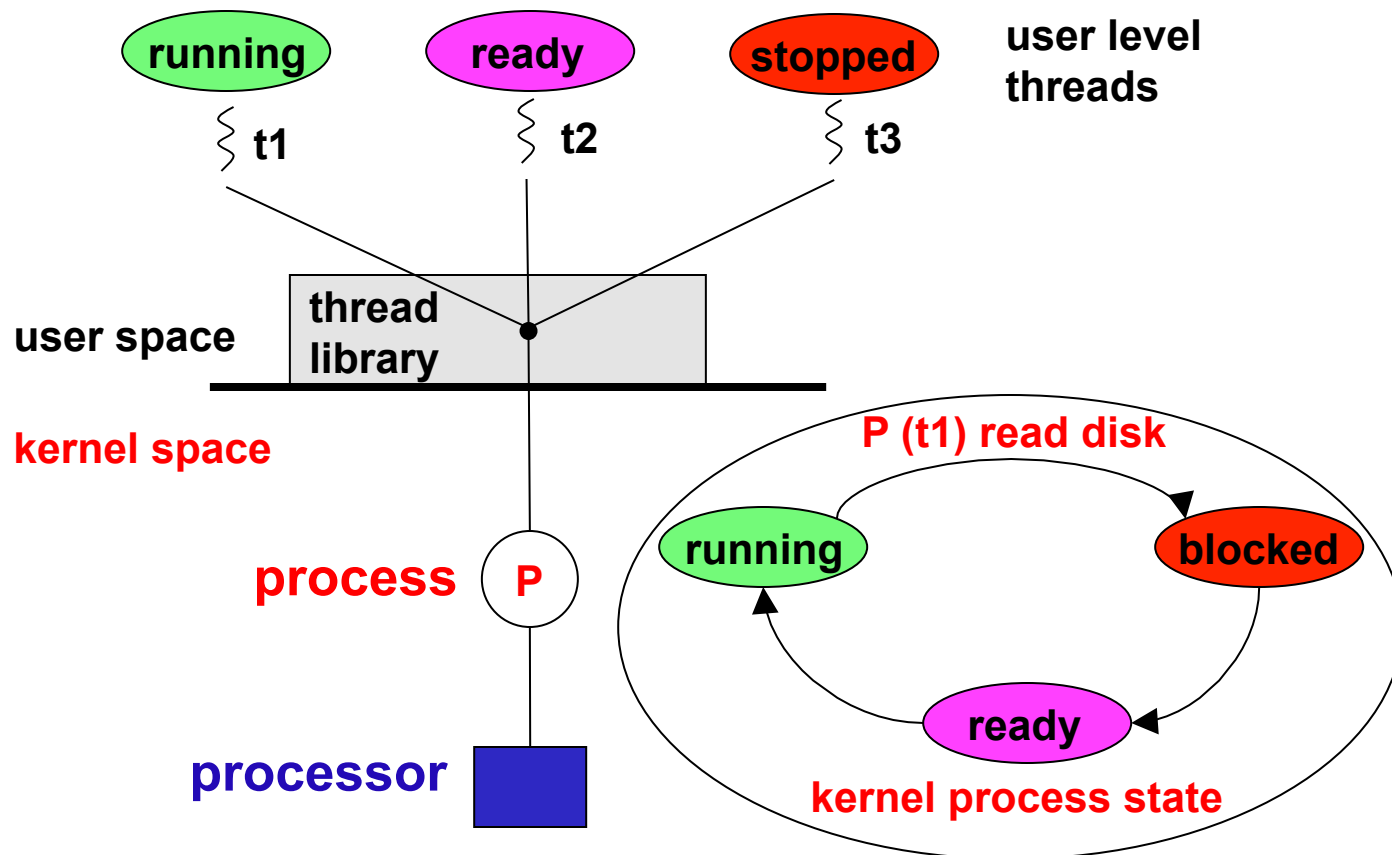 running
ready
stopped
user level
threads
t1
t2
t3
thread
library
user space
kernel space
P (t1) read disk
running
blocked
process
P
ready
processor
kernel process state